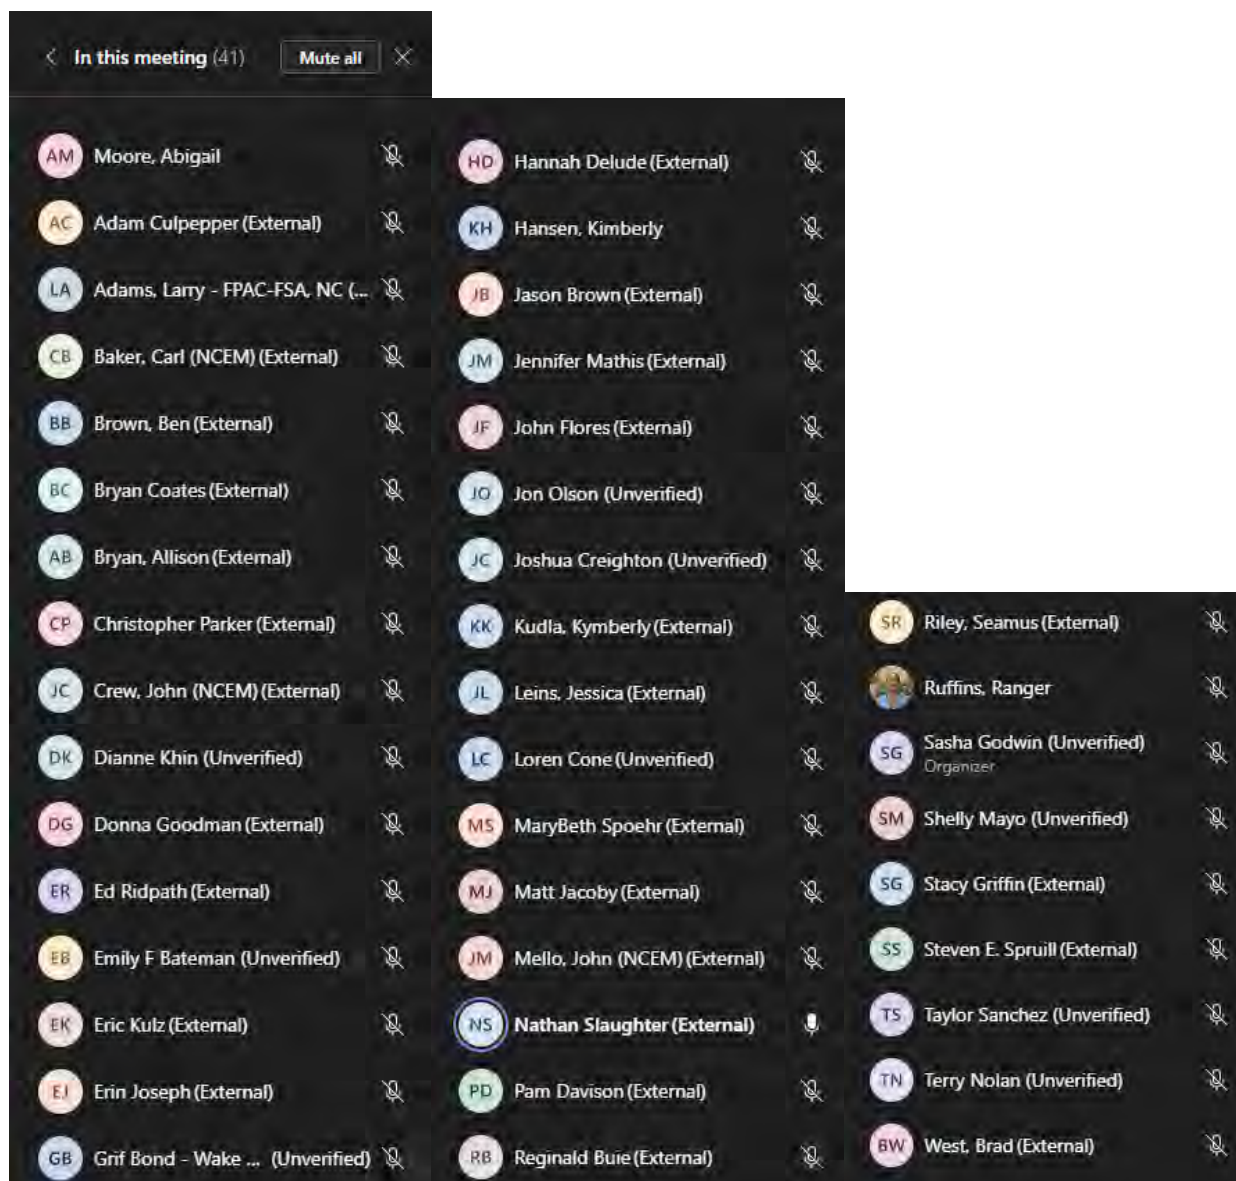 In this meeting (41) Mute all
AM Moore, Abigail
AC Adam Culpepper (External)
LA Adams, Larry - FPAC-FSA, NC (...
CB Baker, Carl (NCEM) (External)
BB Brown, Ben (External)
BC Bryan Coates (External)
AB Bryan, Allison (External)
CP Christopher Parker (External)
JC Crew, John (NCEM) (External)
DK Dianne Khin (Unverified)
DG Donna Goodman (External)
ER Ed Ridpath (External)
EB Emily F Bateman (Unverified)
EK Eric Kulz (External)
EJ Erin Joseph (External)
GB Grif Bond - Wake ... (Unverified)
HD Hannah Delude (External)
KH Hansen, Kimberly
JB Jason Brown (External)
JM Jennifer Mathis (External)
JF John Flores (External)
JO Jon Olson (Unverified)
JC Joshua Creighton (Unverified)
KK Kudla, Kymberly (External)
JL Leins, Jessica (External)
LC Loren Cone (Unverified)
MS MaryBeth Spoehr (External)
MJ Matt Jacoby (External)
JM Mello, John (NCEM) (External)
NS Nathan Slaughter (External)
PD Pam Davison (External)
RB Reginald Buie (External)
SR Riley, Seamus (External)
Ruffins, Ranger
SG Sasha Godwin (Unverified)
Organizer
SM Shelly Mayo (Unverified)
SG Stacy Griffin (External)
SS Steven E. Spruill (External)
TS Taylor Sanchez (Unverified)
TN Terry Nolan (Unverified)
BW West, Brad (External)